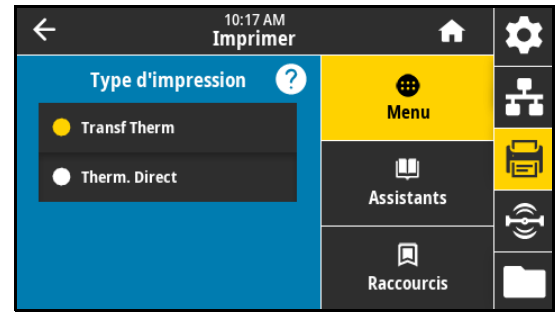 10:17 AM
Imprimer
Type d'impression ?
Transf Therm
Therm. Direct
Menu
Assistants
Raccourcis